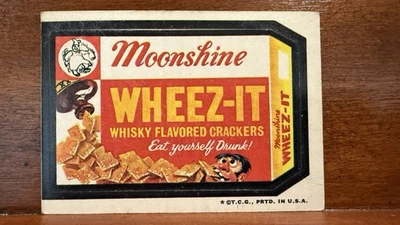 Moonshine
WHEEZ-IT
WHISKY FLAVORED CRACKERS
Eat yourself Drunk!
Moonshine
WHEEZ-IT
* ©T.C.G., PRTD. IN U.S.A.